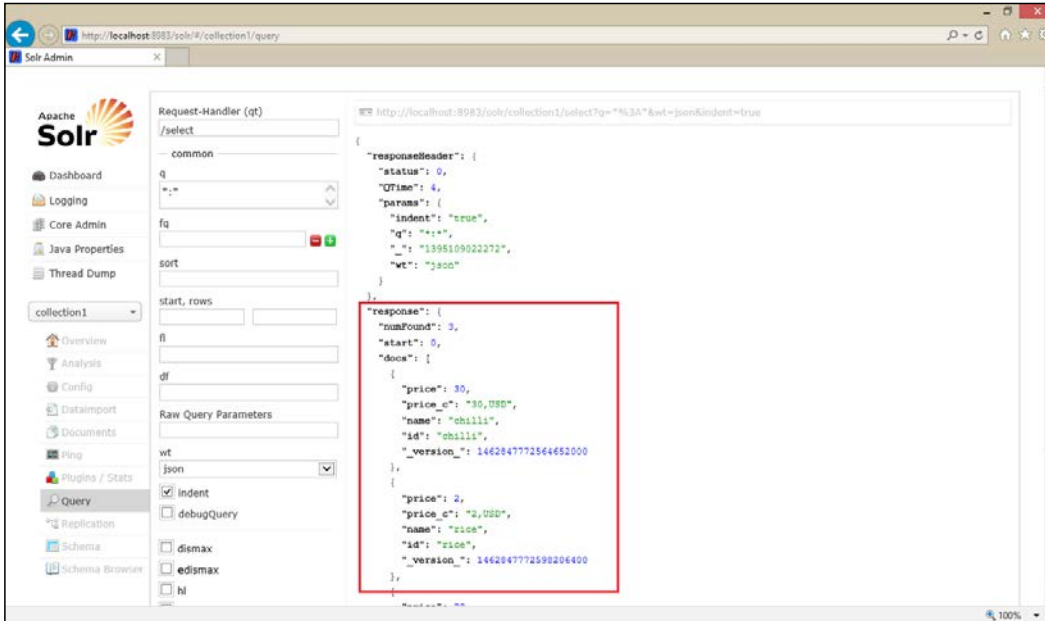 http://localhost:8983/solr/#/collection1/query
Solr Admin
Apache
Solr
Dashboard
Logging
Core Admin
Java Properties
Thread Dump
collection1
Overview
Analysis
Config
Dataimport
Documents
Ping
Plugins / Stats
Query
Replication
Schema
Schema Browser
Request-Handler (qt)
/select
common
q
*:*
fq
sort
start, rows
fl
df
Raw Query Parameters
wt
json
indent
debugQuery
dismax
edismax
hl
http://localhost:8983/solr/collection1/select?q=*%3A*&wt=json&indent=true
{
"responseHeader": {
"status": 0,
"QTime": 4,
"params": {
"indent": "true",
"q": "*:*",
"_": "1395109022272",
"wt": "json"
}
},
"response": {
"numFound": 3,
"start": 0,
"docs": [
{
"price": 30,
"price_c": "30,USD",
"name": "chilli",
"id": "chilli",
"_version_": 1462847772564652000
},
{
"price": 2,
"price_c": "2,USD",
"name": "rice",
"id": "rice",
"_version_": 1462847772598206400
},
{
100%